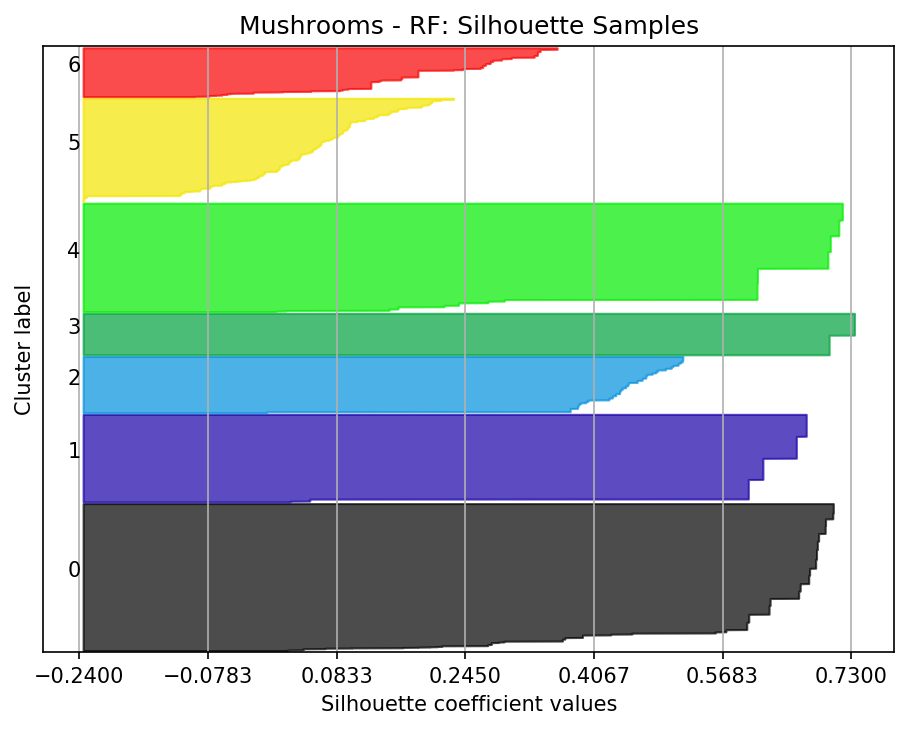 Mushrooms - RF: Silhouette Samples
6
5
4
3
2
1
0
Cluster label
−0.2400 −0.0783 0.0833 0.2450 0.4067 0.5683 0.7300
Silhouette coefficient values